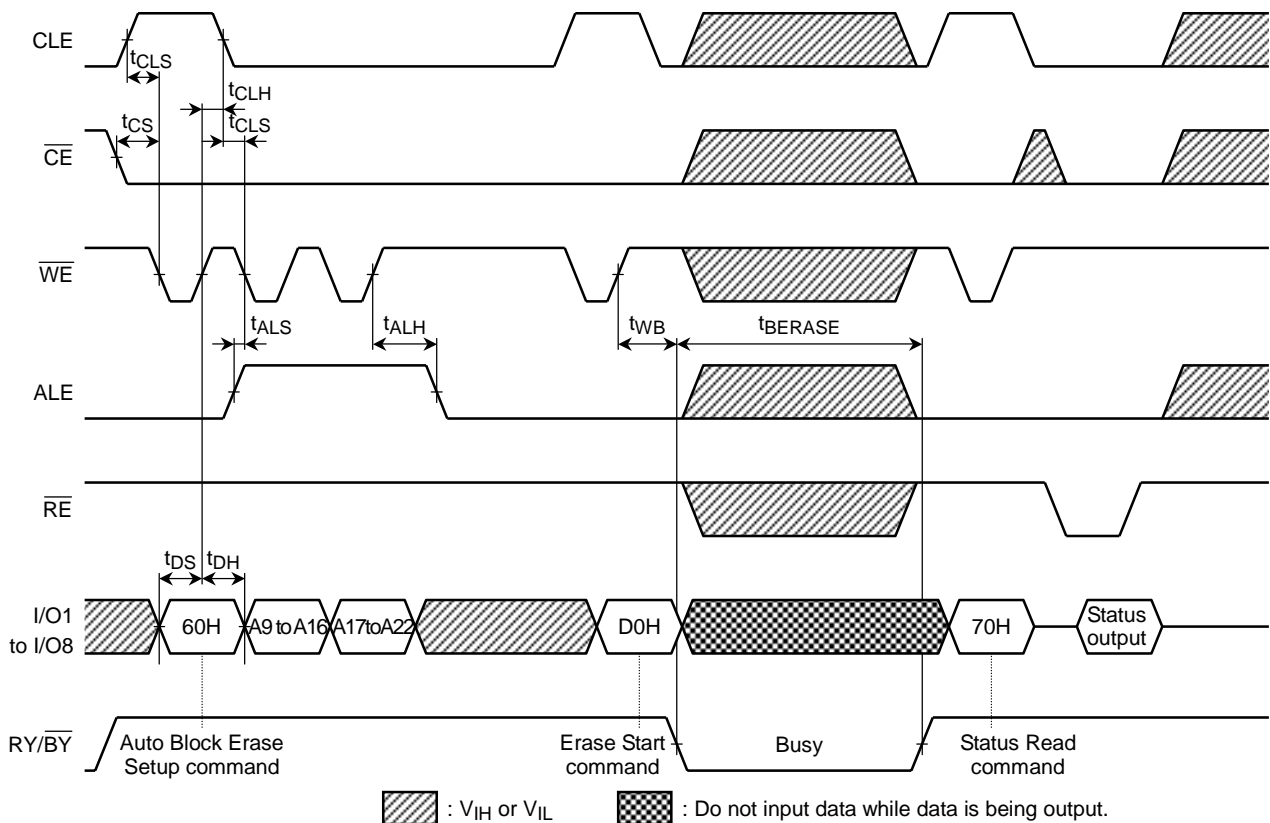 CLE
tCLS
tCLH
tCS
tCLS
CE
WE
tALS
tALH
tWB
tBERASE
ALE
RE
tDS
tDH
I/O1
to I/O8
60H
A9 to A16
A17 to A22
D0H
70H
Status
output
RY/BY
Auto Block Erase
Setup command
Erase Start
command
Busy
Status Read
command
: VIH or VIL
: Do not input data while data is being output.